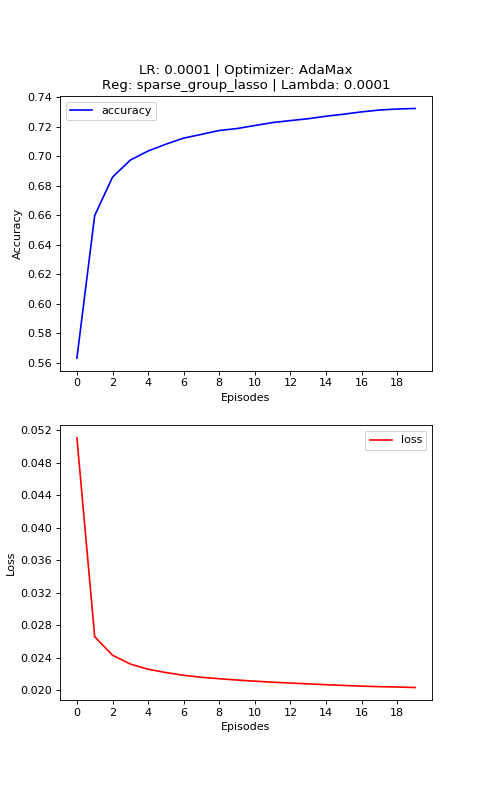 LR: 0.0001 | Optimizer: AdaMax
Reg: sparse_group_lasso | Lambda: 0.0001
0.74
0.72
0.70
0.68
0.66
0.64
0.62
0.60
0.58
0.56
Accuracy
accuracy
0 2 4 6 8 10 12 14 16 18
Episodes
0.052
0.048
0.044
0.040
0.036
0.032
0.028
0.024
0.020
Loss
loss
0 2 4 6 8 10 12 14 16 18
Episodes